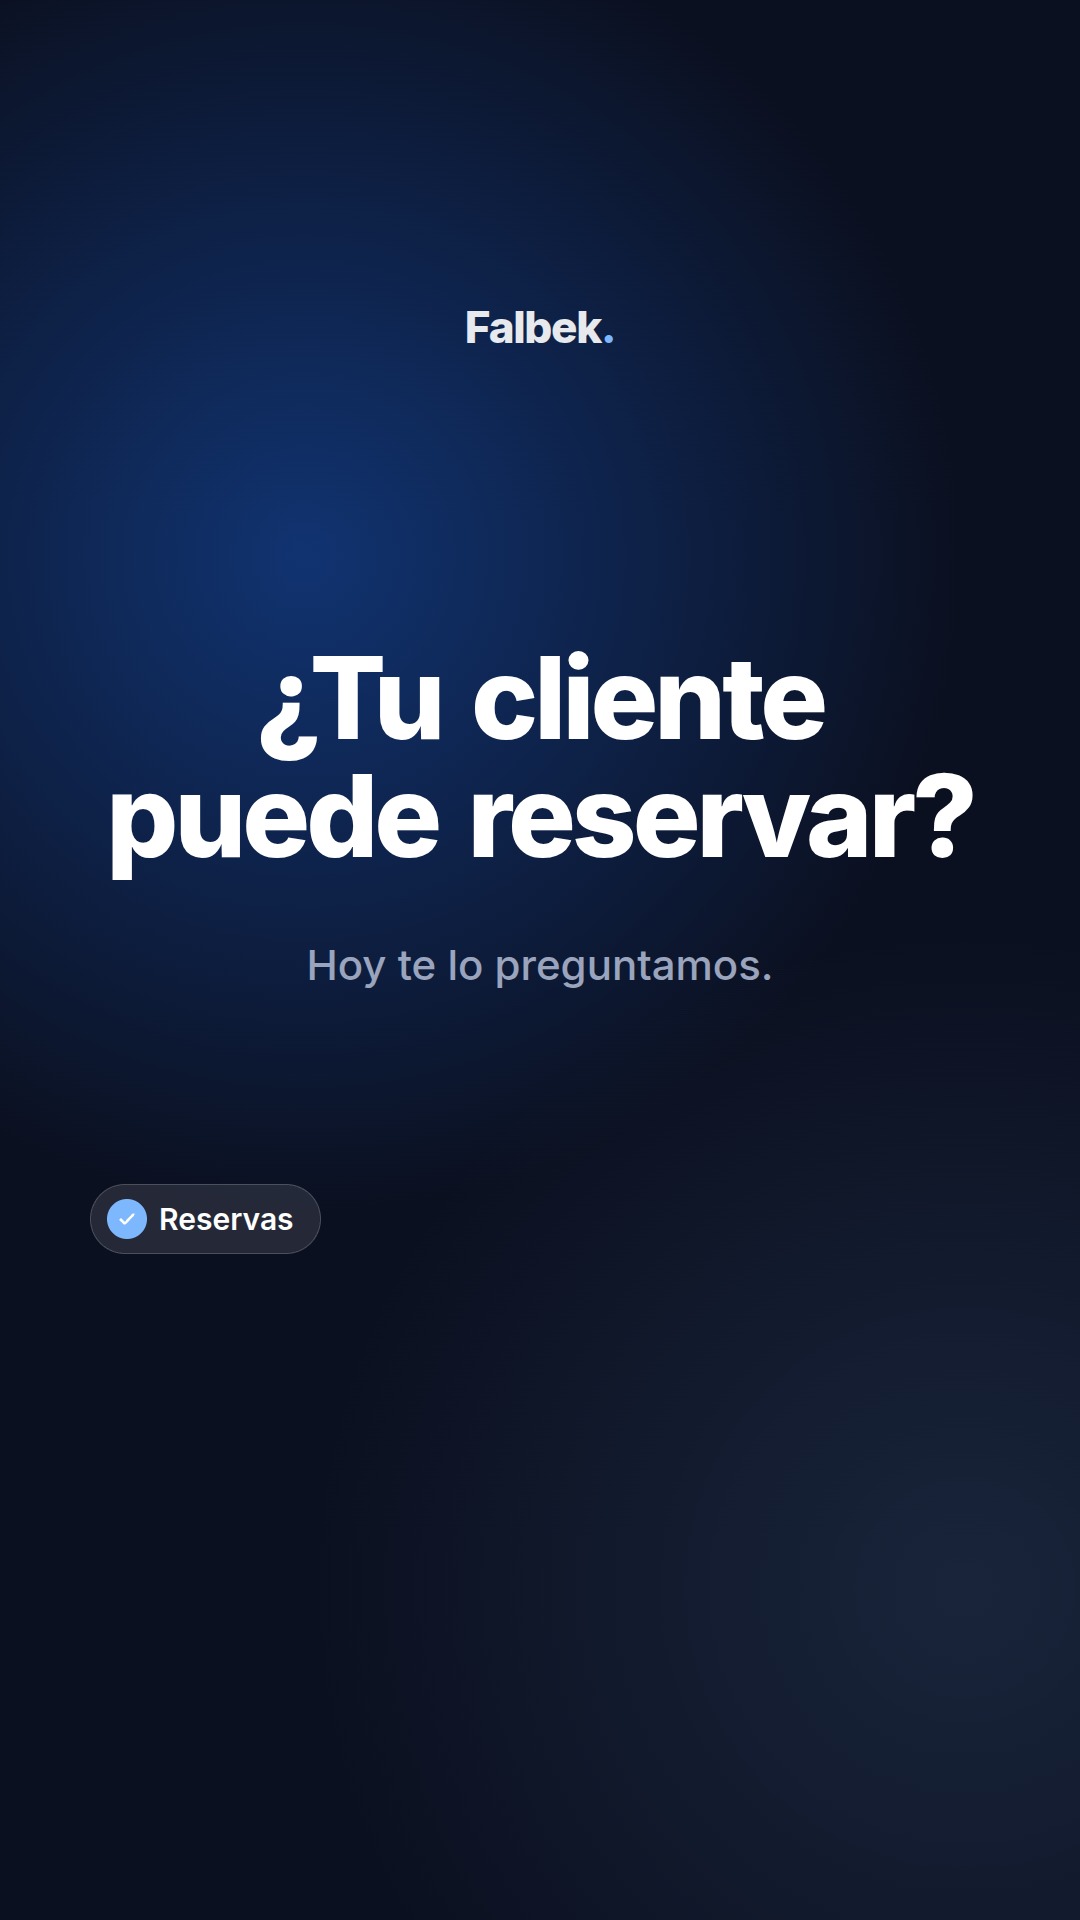 Falbek.
¿Tu cliente
puede reservar?
Hoy te lo preguntamos.
Reservas